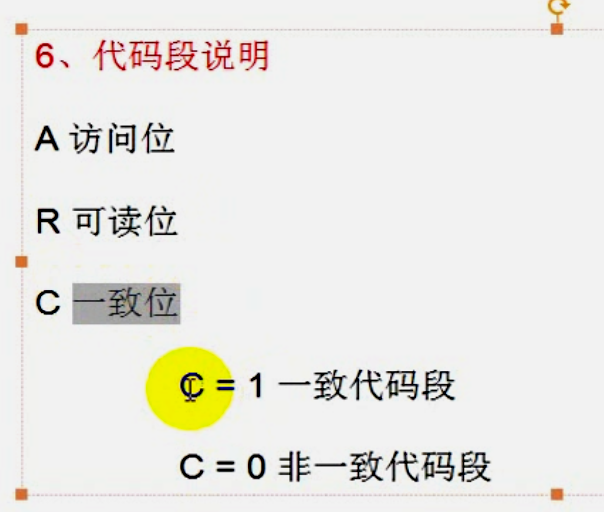 6、代码段说明
A 访问位
R 可读位
C 一致位
C = 1 一致代码段
C = 0 非一致代码段